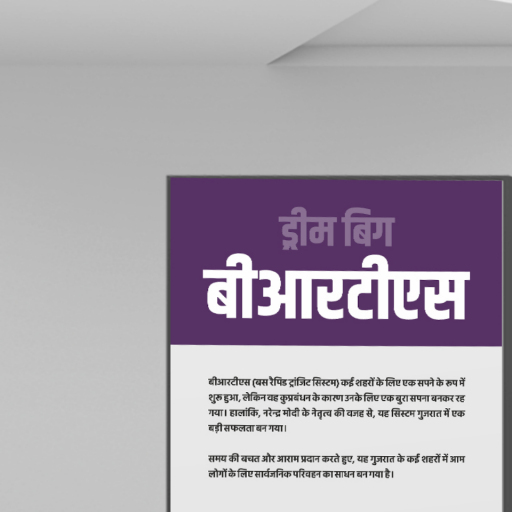 ड्रीम बिग
बीआरटीएस
बीआरटीएस (बस रैपिड ट्रांजिट सिस्टम) कई शहरों के लिए एक सपने के रूप में
शुरू हुआ, लेकिन वह कुप्रबंधन के कारण उनके लिए एक बुरा सपना बनकर रह
गया। हालांकि, नरेन्द्र मोदी के नेतृत्व की वजह से, यह सिस्टम गुजरात में एक
बड़ी सफलता बन गया।
समय की बचत और आराम प्रदान करते हुए, यह गुजरात के कई शहरों में आम
लोगों के लिए सार्वजनिक परिवहन का साधन बन गया है।